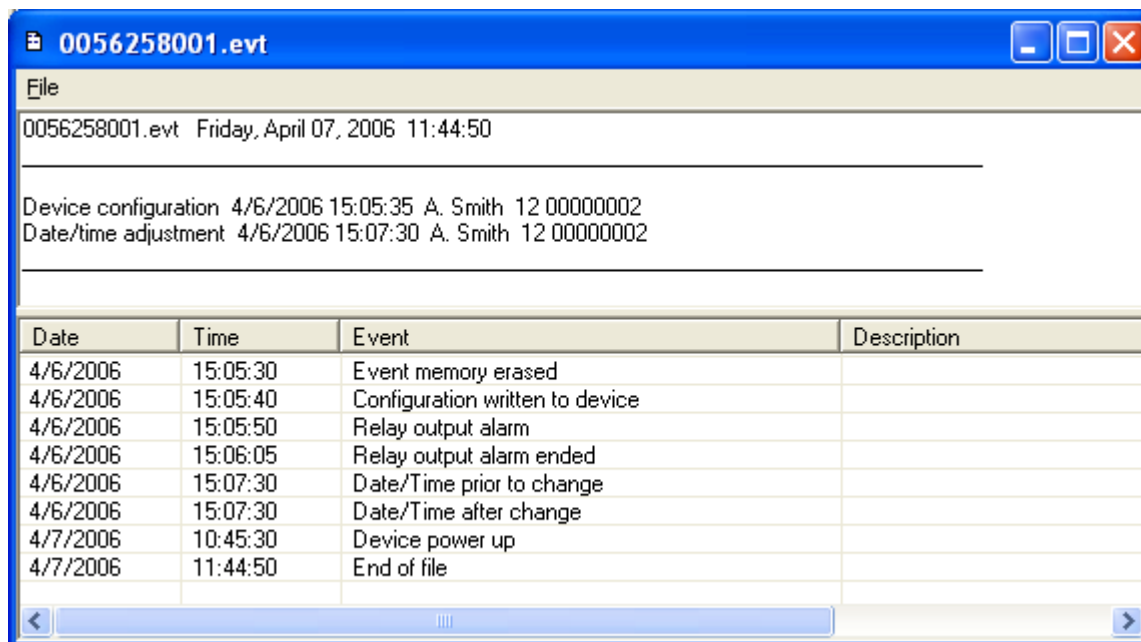 0056258001.evt
File
0056258001.evt Friday, April 07, 2006 11:44:50
Device configuration 4/6/2006 15:05:35 A. Smith 12 00000002
Date/time adjustment 4/6/2006 15:07:30 A. Smith 12 00000002
Date Time Event Description
4/6/2006 15:05:30 Event memory erased
4/6/2006 15:05:40 Configuration written to device
4/6/2006 15:05:50 Relay output alarm
4/6/2006 15:06:05 Relay output alarm ended
4/6/2006 15:07:30 Date/Time prior to change
4/6/2006 15:07:30 Date/Time after change
4/7/2006 10:45:30 Device power up
4/7/2006 11:44:50 End of file